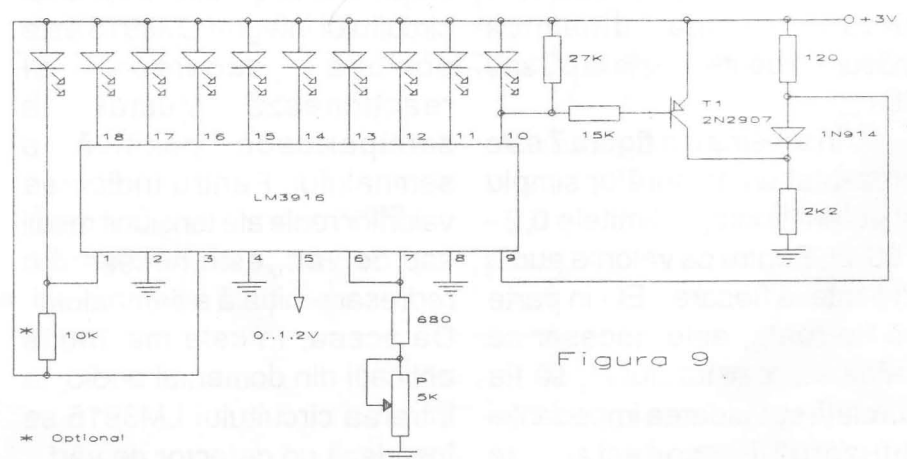 +3V
27K
120
T1
2N2907
15K
1N914
18 17 16 15 14 13 12 11 10
LM3916
2K2
1 2 3 4 5 6 7 8 9
* 10K
0..1.2V
680
Figura 9
P
5K
* Optional